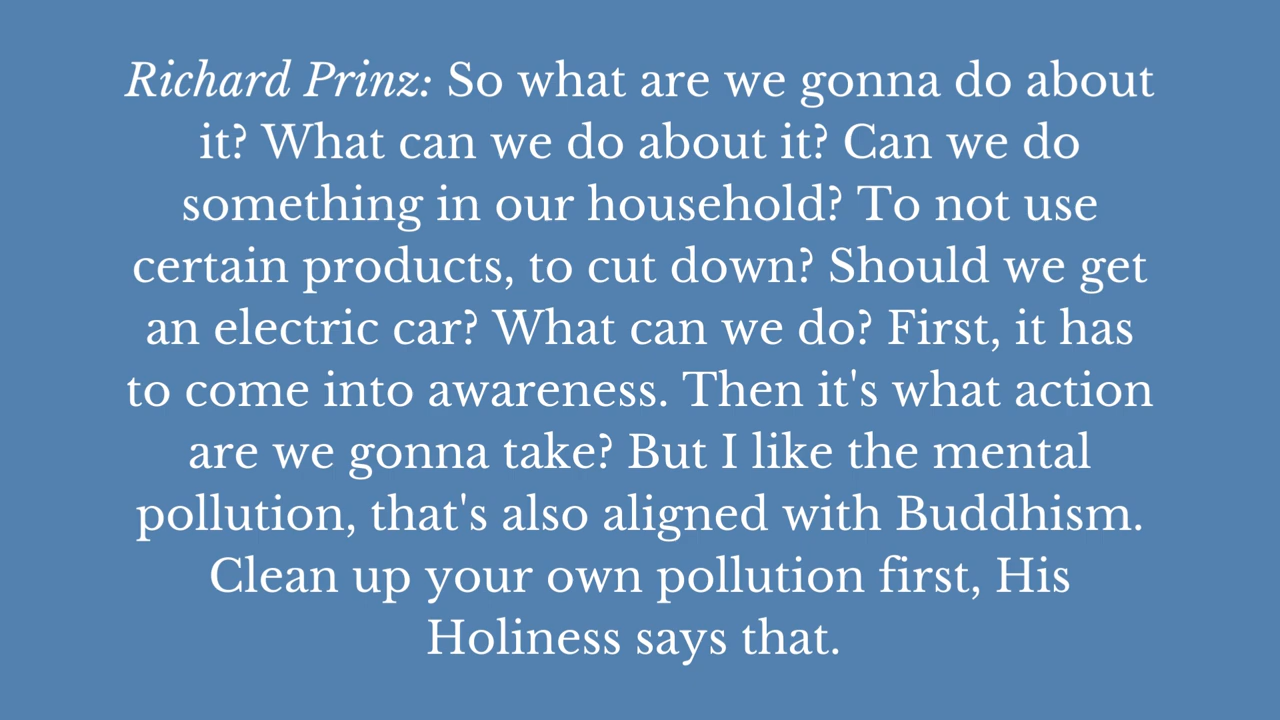 Richard Prinz: So what are we gonna do about
it? What can we do about it? Can we do
something in our household? To not use
certain products, to cut down? Should we get
an electric car? What can we do? First, it has
to come into awareness. Then it's what action
are we gonna take? But I like the mental
pollution, that's also aligned with Buddhism.
Clean up your own pollution first, His
Holiness says that.